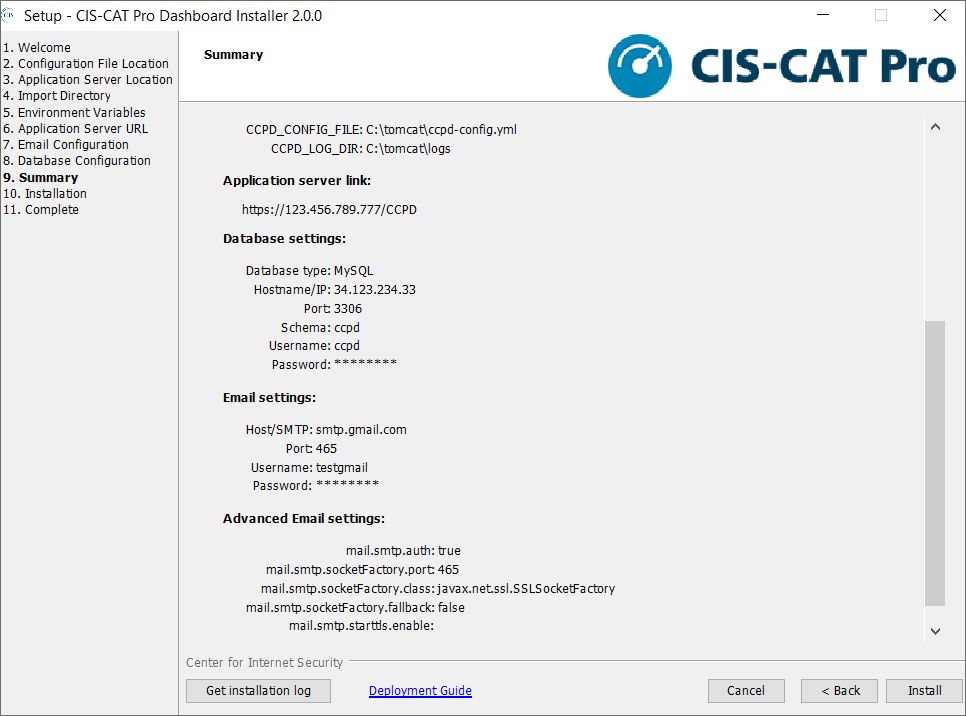 Setup - CIS-CAT Pro Dashboard Installer 2.0.0
1. Welcome
2. Configuration File Location
3. Application Server Location
4. Import Directory
5. Environment Variables
6. Application Server URL
7. Email Configuration
8. Database Configuration
9. Summary
10. Installation
11. Complete
Summary
CIS-CAT Pro
CCPD_CONFIG_FILE: C:\tomcat\ccpd-config.yml
CCPD_LOG_DIR: C:\tomcat\logs
Application server link:
https://123.456.789.777/CCPD
Database settings:
Database type: MySQL
Hostname/IP: 34.123.234.33
Port: 3306
Schema: ccpd
Username: ccpd
Password: ********
Email settings:
Host/SMTP: smtp.gmail.com
Port: 465
Username: testgmail
Password: ********
Advanced Email settings:
mail.smtp.auth: true
mail.smtp.socketFactory.port: 465
mail.smtp.socketFactory.class: javax.net.ssl.SSLSocketFactory
mail.smtp.socketFactory.fallback: false
mail.smtp.starttls.enable:
Center for Internet Security
Get installation log Deployment Guide Cancel < Back Install